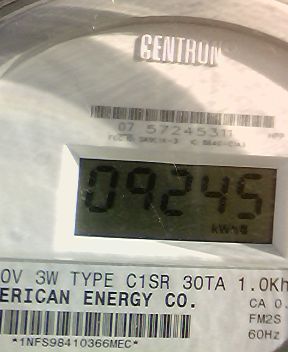 CENTRON
07 57245311
09245
kWh
0V 3W TYPE C1SR 30TA 1.0Kh
ERICAN ENERGY CO.
CA 0.
FM2S
60Hz
*1NFS98410366MEC*